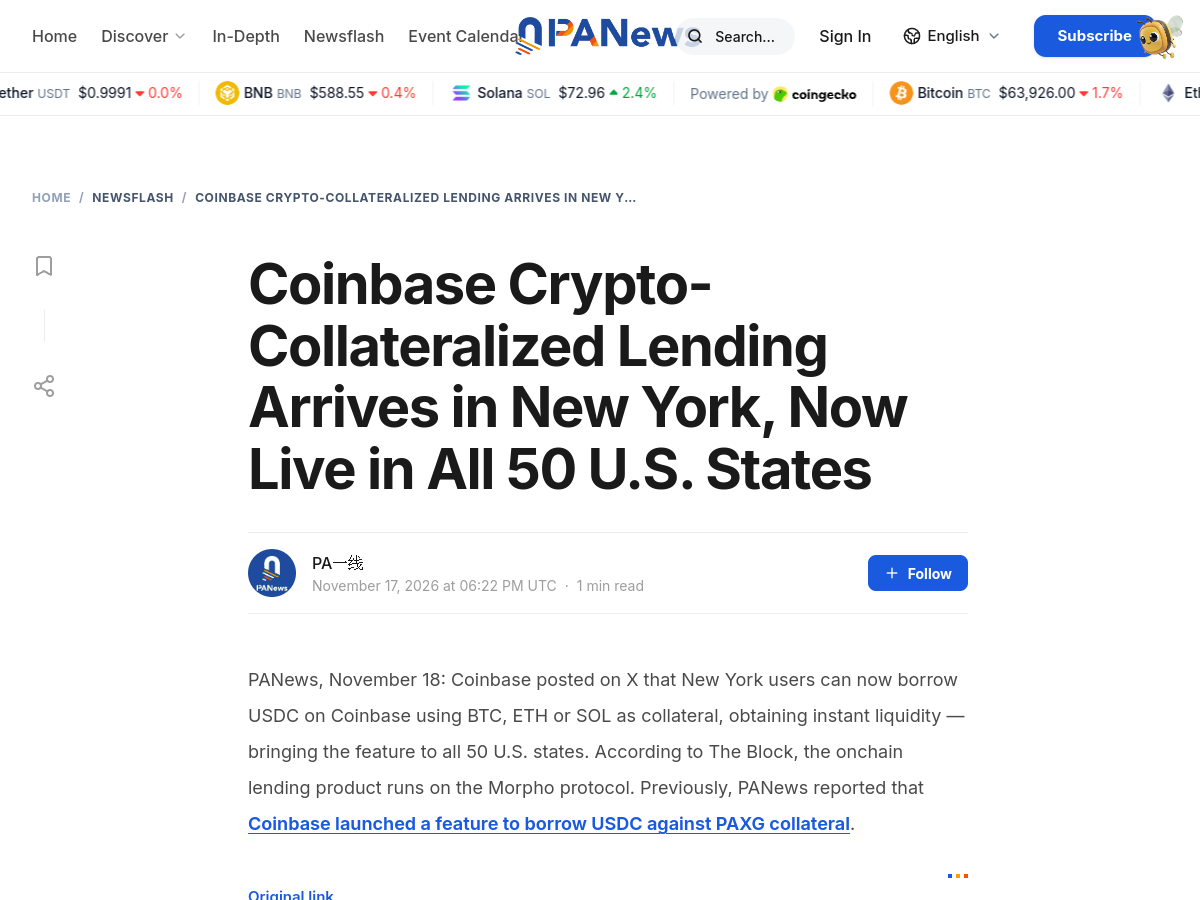 Home Discover In-Depth Newsflash Event Calendar PANews Search... Sign In English Subscribe
ether USDT $0.9991 0.0% BNB BNB $588.55 0.4% Solana SOL $72.96 2.4% Powered by coingecko Bitcoin BTC $63,926.00 1.7% Et
HOME / NEWSFLASH / COINBASE CRYPTO-COLLATERALIZED LENDING ARRIVES IN NEW Y...
Coinbase Crypto-
Collateralized Lending
Arrives in New York, Now
Live in All 50 U.S. States
PA一线
November 17, 2026 at 06:22 PM UTC · 1 min read
+ Follow
PANews
PANews, November 18: Coinbase posted on X that New York users can now borrow
USDC on Coinbase using BTC, ETH or SOL as collateral, obtaining instant liquidity —
bringing the feature to all 50 U.S. states. According to The Block, the onchain
lending product runs on the Morpho protocol. Previously, PANews reported that
Coinbase launched a feature to borrow USDC against PAXG collateral.
Original link